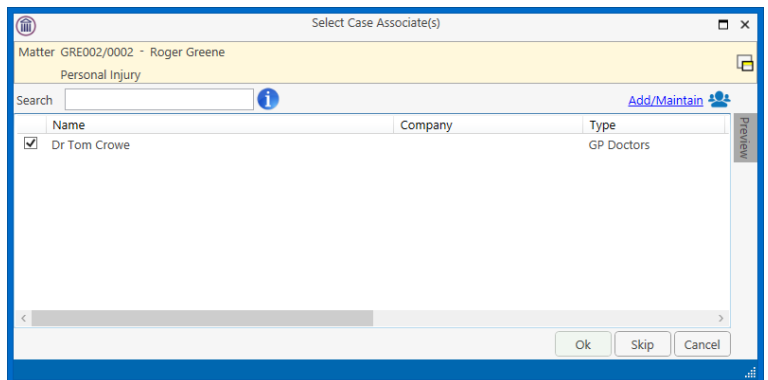 Select Case Associate(s)
Matter GRE002/0002 - Roger Greene
Personal Injury
Search Add/Maintain
Name Company Type
Dr Tom Crowe GP Doctors
Preview
Ok Skip Cancel